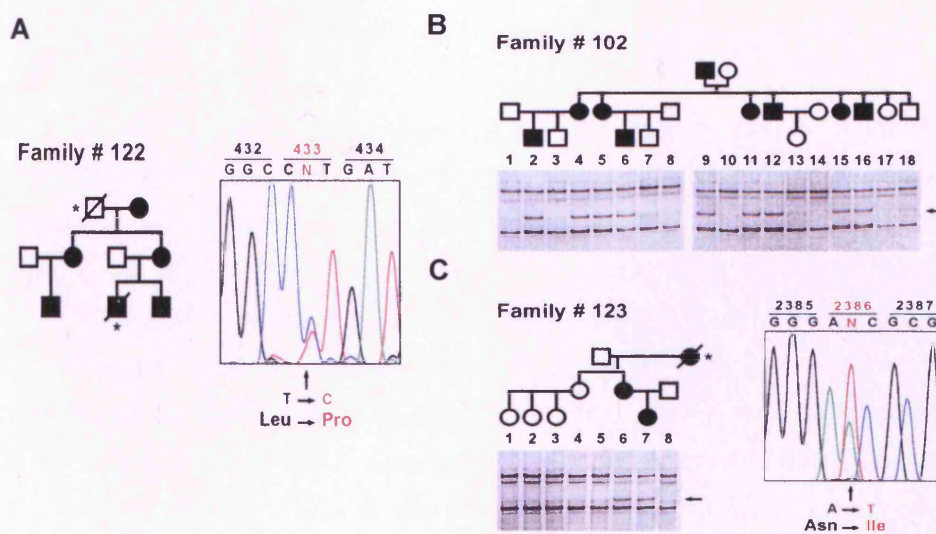 A
Family # 122
*
*
432 433 434
G G C C N T G A T
T → C
Leu → Pro
B
Family # 102
1 2 3 4 5 6 7 8 9 10 11 12 13 14 15 16 17 18
C
Family # 123
*
1 2 3 4 5 6 7 8
2385 2386 2387
G G G A N C G C G
A → T
Asn → Ile